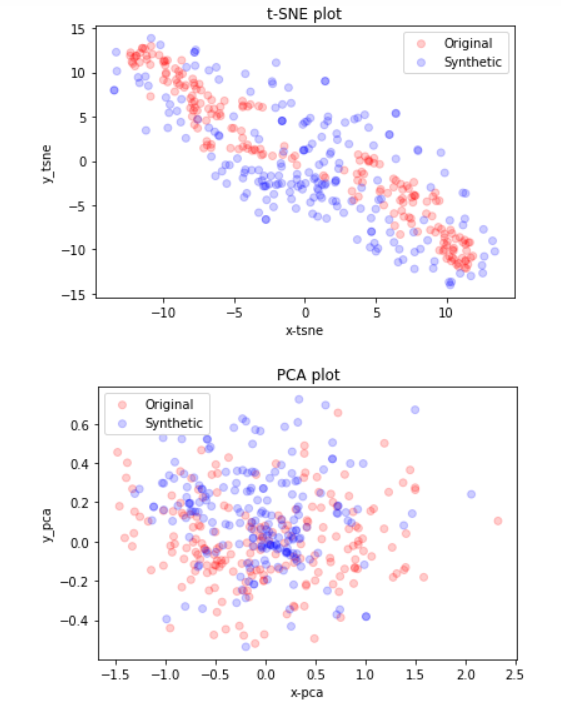 t-SNE plot
Original
Synthetic
15
10
5
0
−5
−10
−15
y_tsne
−10
−5
0
5
10
x-tsne
PCA plot
Original
Synthetic
0.6
0.4
0.2
0.0
−0.2
−0.4
y_pca
−1.5
−1.0
−0.5
0.0
0.5
1.0
1.5
2.0
2.5
x-pca